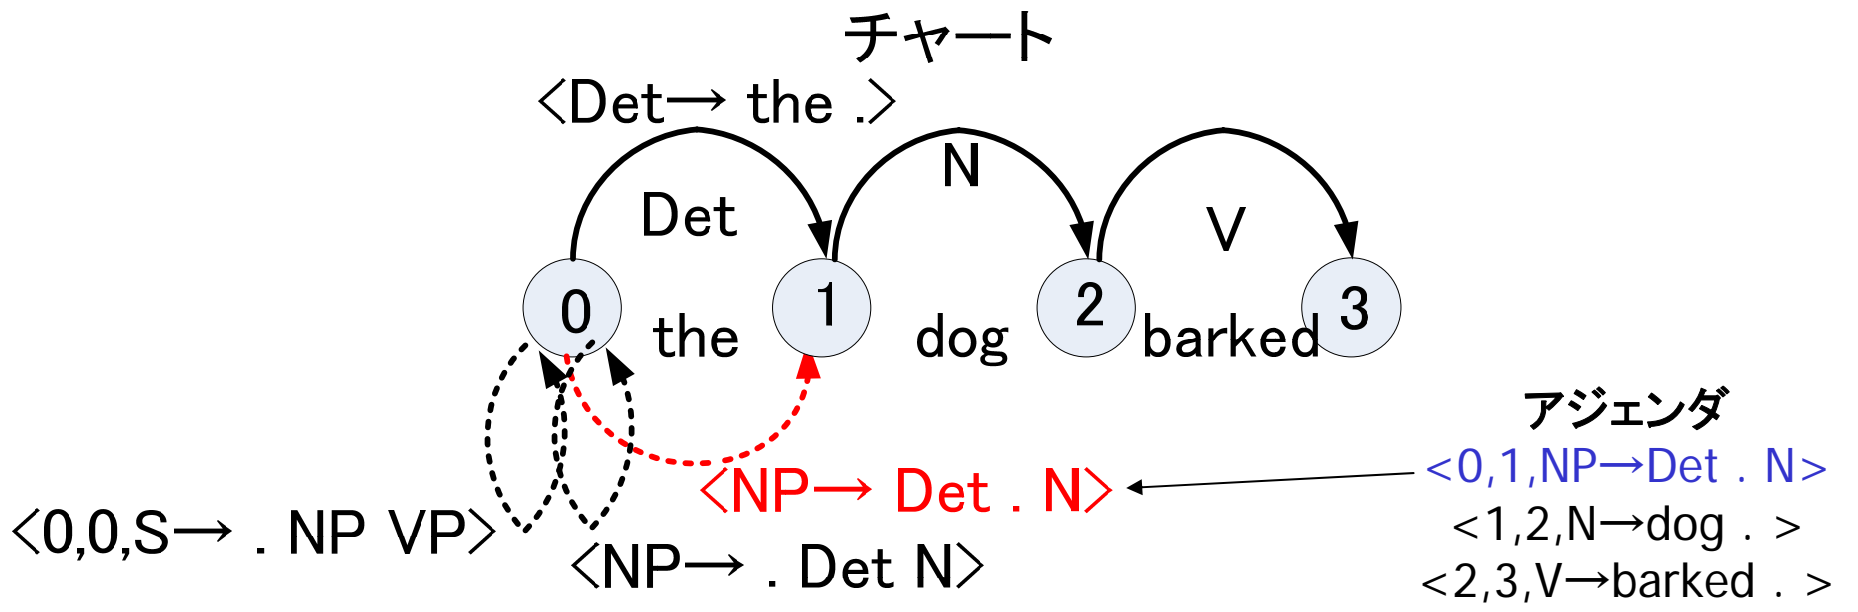 チャート
<Det→ the .>
N
Det
V
0
1
2
3
the
dog
barked
アジェンダ
<0,1,NP→Det . N>
<NP→ Det . N>
<0,0,S→ . NP VP>
<1,2,N→dog . >
<NP→ . Det N>
<2,3,V→barked . >